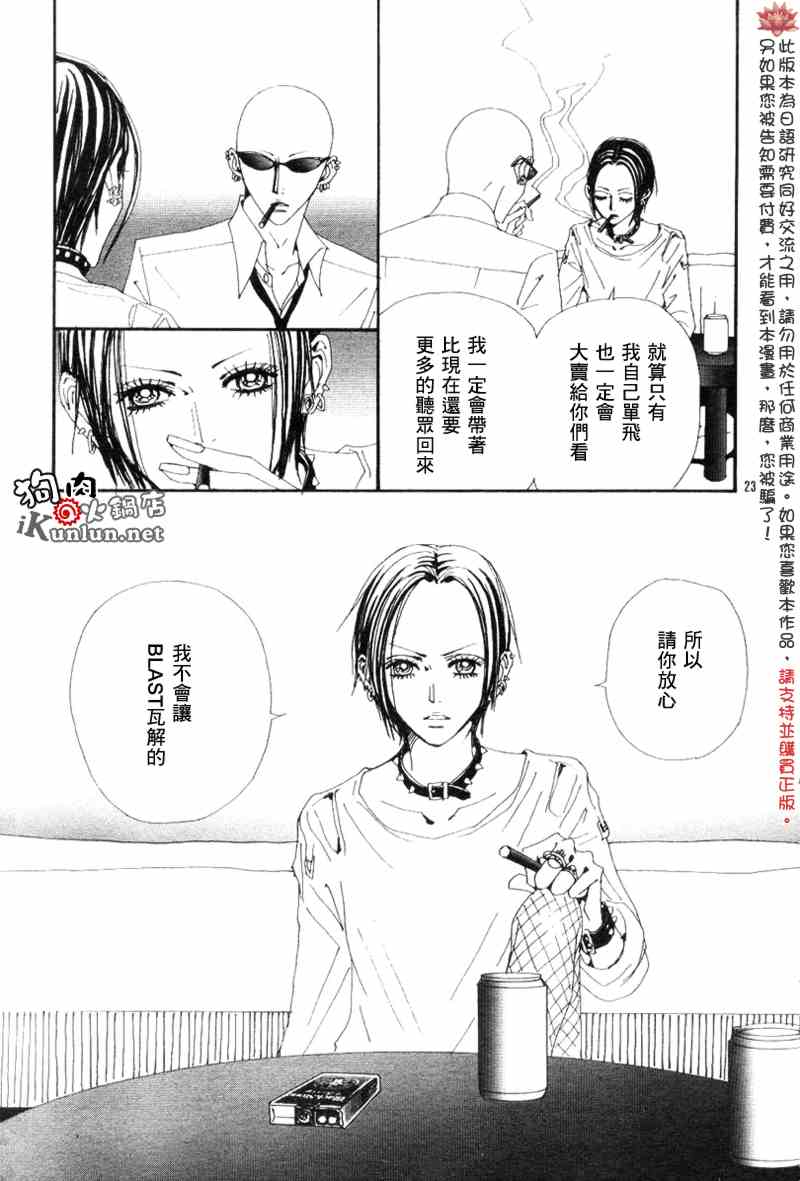 就算只有
我自己單飛
也一定會
大賣給你們看
我一定會帶著
比現在還要
更多的聽眾回來
23
所以
請你放心
我不會讓
BLAST瓦解的
狗肉
火鍋店
iKunlun.net
此版本為日語研究同好交流之用，請勿用於任何商業用途。如果您喜歡本作品，請支持並購買正版。
另如果您被告知需要付費，才能看到本漫畫，那麼，您被騙了！